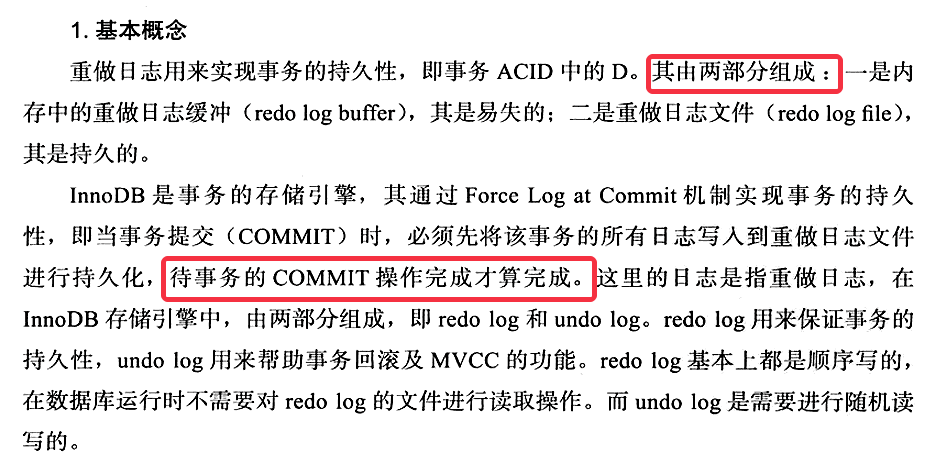 1. 基本概念
重做日志用来实现事务的持久性，即事务 ACID 中的 D。其由两部分组成：一是内
存中的重做日志缓冲（redo log buffer），其是易失的；二是重做日志文件（redo log file），
其是持久的。
InnoDB 是事务的存储引擎，其通过 Force Log at Commit 机制实现事务的持久
性，即当事务提交（COMMIT）时，必须先将该事务的所有日志写入到重做日志文件
进行持久化，待事务的 COMMIT 操作完成才算完成。这里的日志是指重做日志，在
InnoDB 存储引擎中，由两部分组成，即 redo log 和 undo log。redo log 用来保证事务的
持久性，undo log 用来帮助事务回滚及 MVCC 的功能。redo log 基本上都是顺序写的，
在数据库运行时不需要对 redo log 的文件进行读取操作。而 undo log 是需要进行随机读
写的。